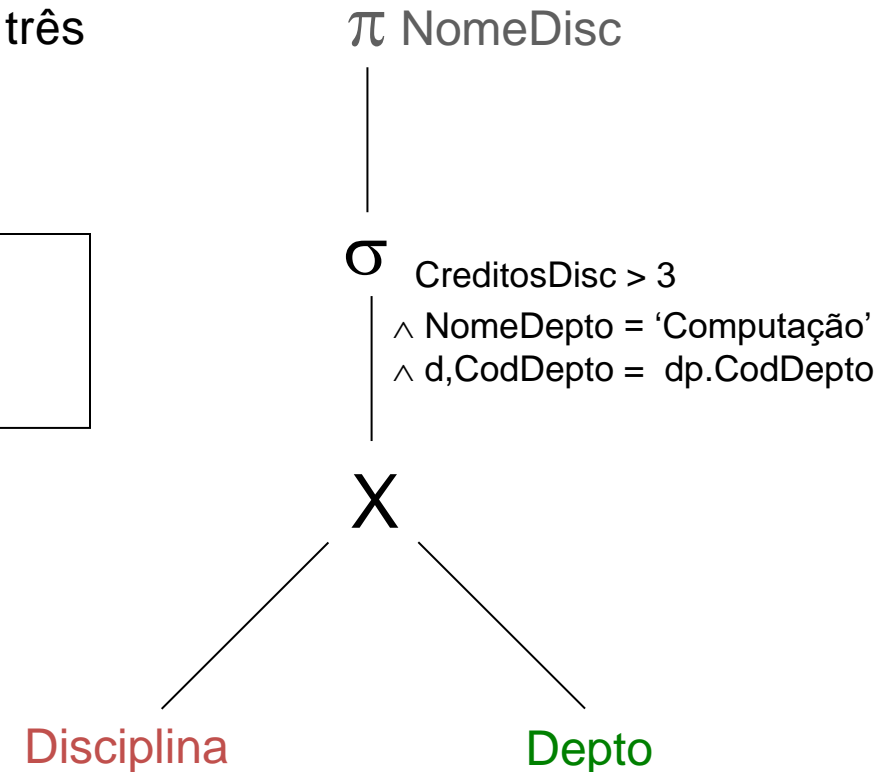 três
π NomeDisc
σ CreditosDisc > 3
∧ NomeDepto = ‘Computação’
∧ d,CodDepto = dp.CodDepto
X
Disciplina
Depto